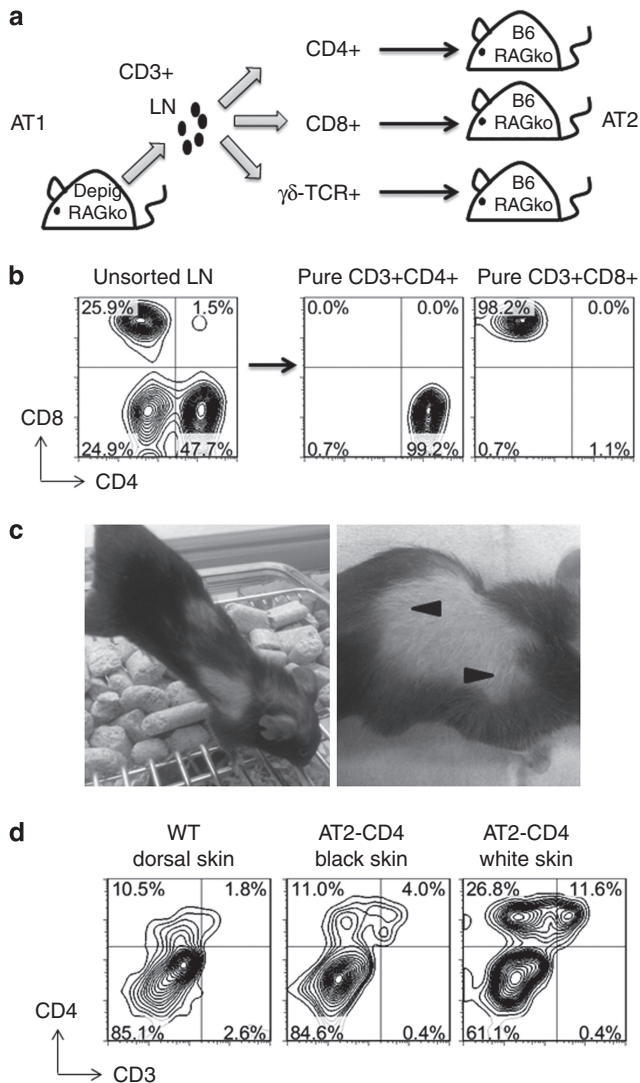 a
CD3+
LN
AT1
Depig
RAGko
CD4+
CD8+
γδ-TCR+
B6
RAGko
B6
RAGko
AT2
B6
RAGko
b
Unsorted LN
Pure CD3+CD4+
Pure CD3+CD8+
25.9%
1.5%
0.0%
0.0%
98.2%
0.0%
CD8
24.9%
47.7%
0.7%
99.2%
0.7%
1.1%
CD4
c
d
WT
dorsal skin
AT2-CD4
black skin
AT2-CD4
white skin
10.5%
1.8%
11.0%
4.0%
26.8%
11.6%
CD4
85.1%
2.6%
84.6%
0.4%
61.1%
0.4%
CD3